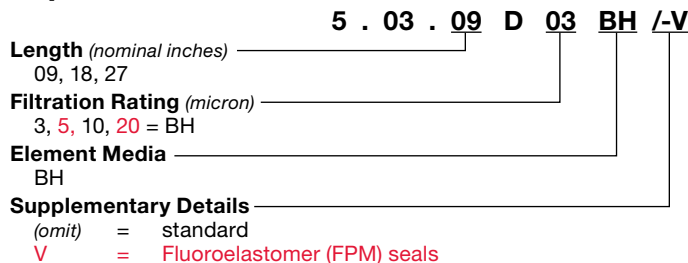 5 . 03 . 09 D 03 BH /-V
Length (nominal inches)
09, 18, 27
Filtration Rating (micron)
3, 5, 10, 20 = BH
Element Media
BH
Supplementary Details
(omit) = standard
V = Fluoroelastomer (FPM) seals